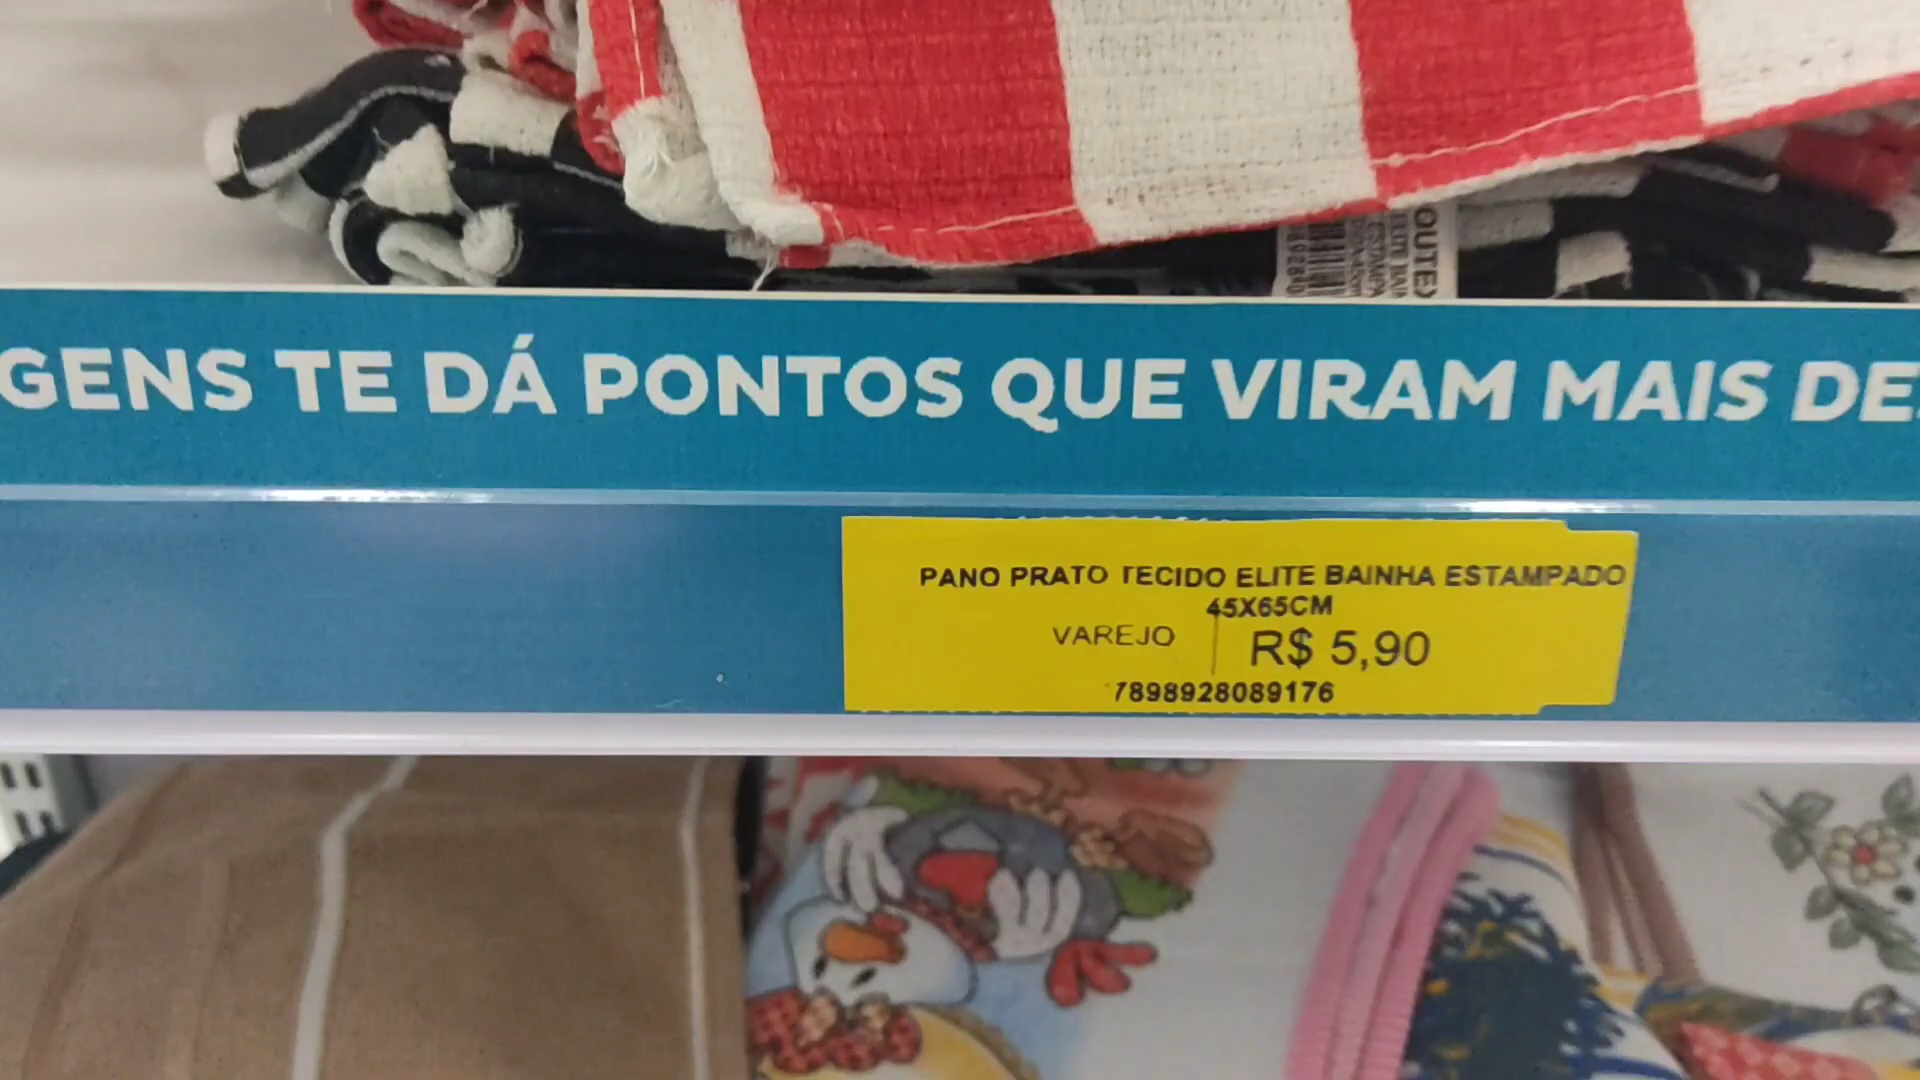 GENS TE DÁ PONTOS QUE VIRAM MAIS DE
PANO PRATO TECIDO ELITE BAINHA ESTAMPADO
45X65CM
VAREJO R$ 5,90
7898928089176